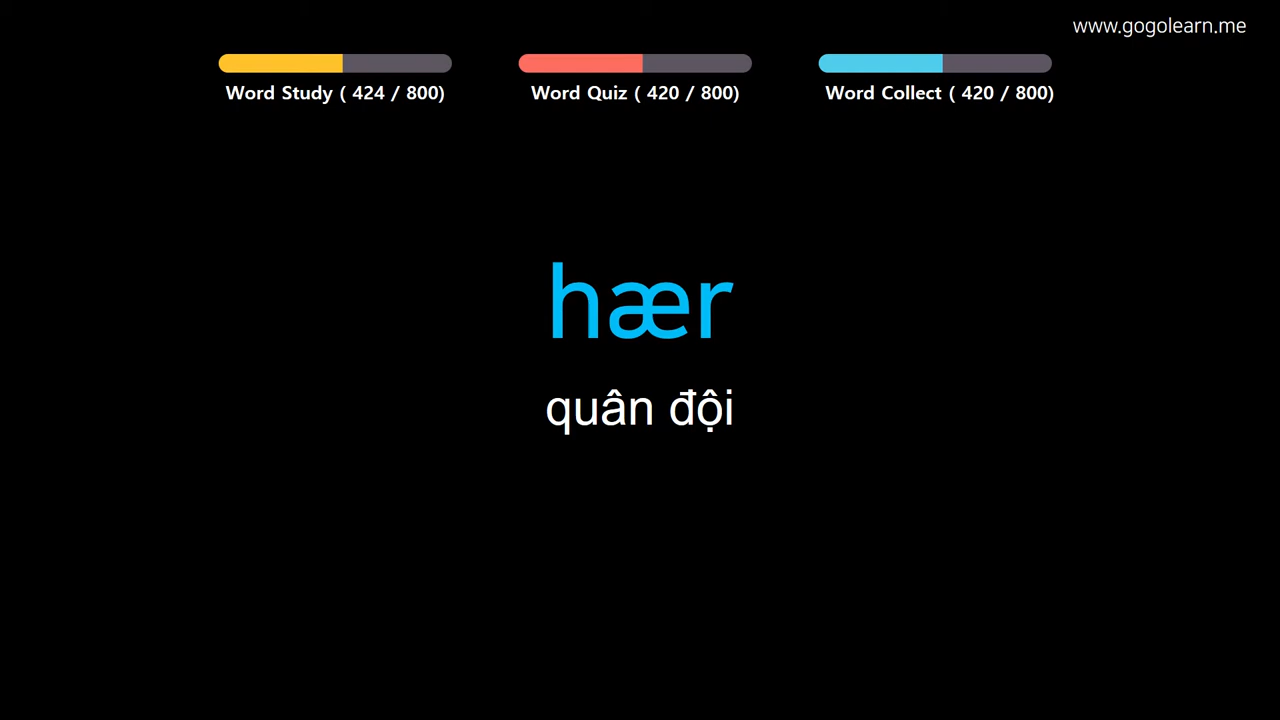 www.gogolearn.me
Word Study ( 424 / 800)
Word Quiz ( 420 / 800)
Word Collect ( 420 / 800)
hær
quân đội